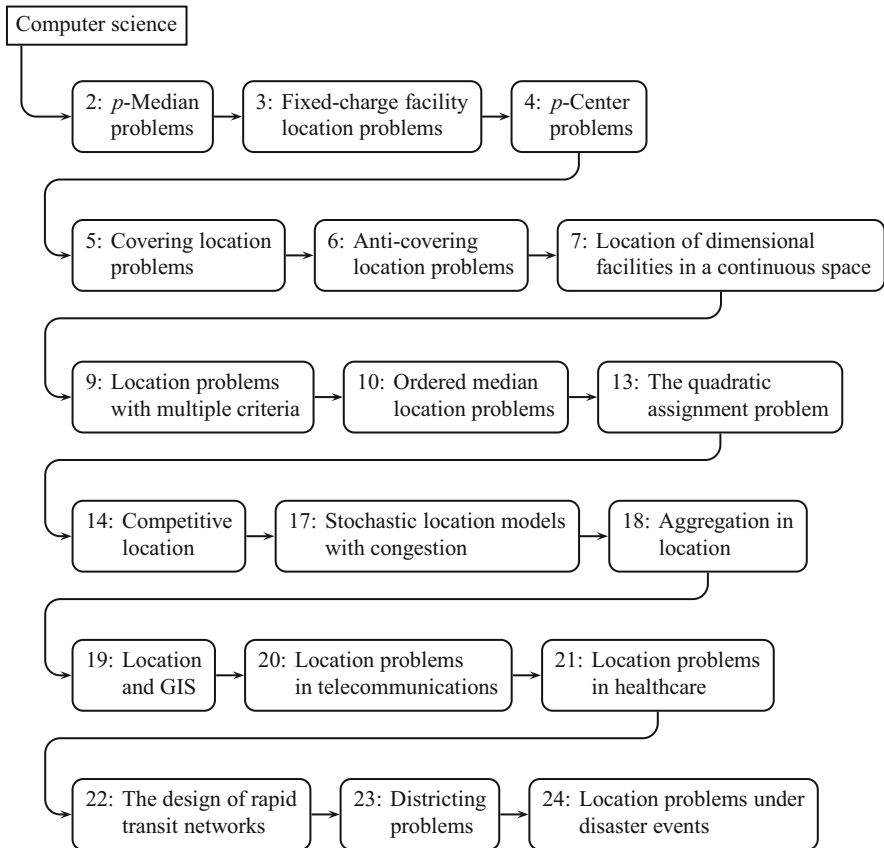 Computer science
2: p-Median
problems
3: Fixed-charge facility
location problems
4: p-Center
problems
5: Covering location
problems
6: Anti-covering
location problems
7: Location of dimensional
facilities in a continuous space
9: Location problems
with multiple criteria
10: Ordered median
location problems
13: The quadratic
assignment problem
14: Competitive
location
17: Stochastic location models
with congestion
18: Aggregation in
location
19: Location
and GIS
20: Location problems
in telecommunications
21: Location problems
in healthcare
22: The design of rapid
transit networks
23: Districting
problems
24: Location problems under
disaster events